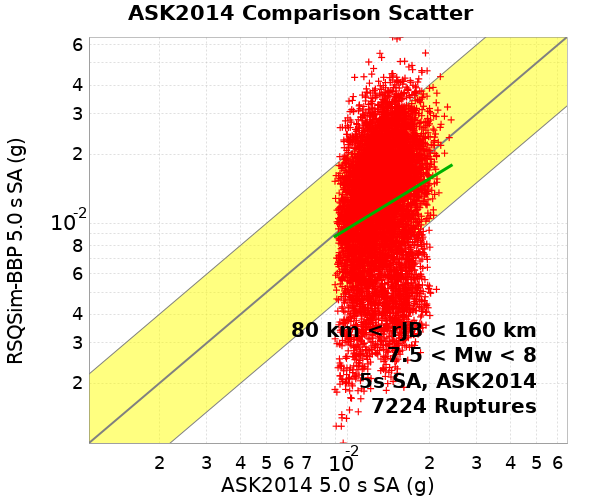 ASK2014 Comparison Scatter
RSQSim-BBP 5.0 s SA (g)
6
4
3
2
10-2
8
6
4
3
2
80 km < rJB < 160 km
7.5 < Mw < 8
5s SA, ASK2014
7224 Ruptures
2 3 4 5 6 7 10-2 2 3 4 5 6
ASK2014 5.0 s SA (g)